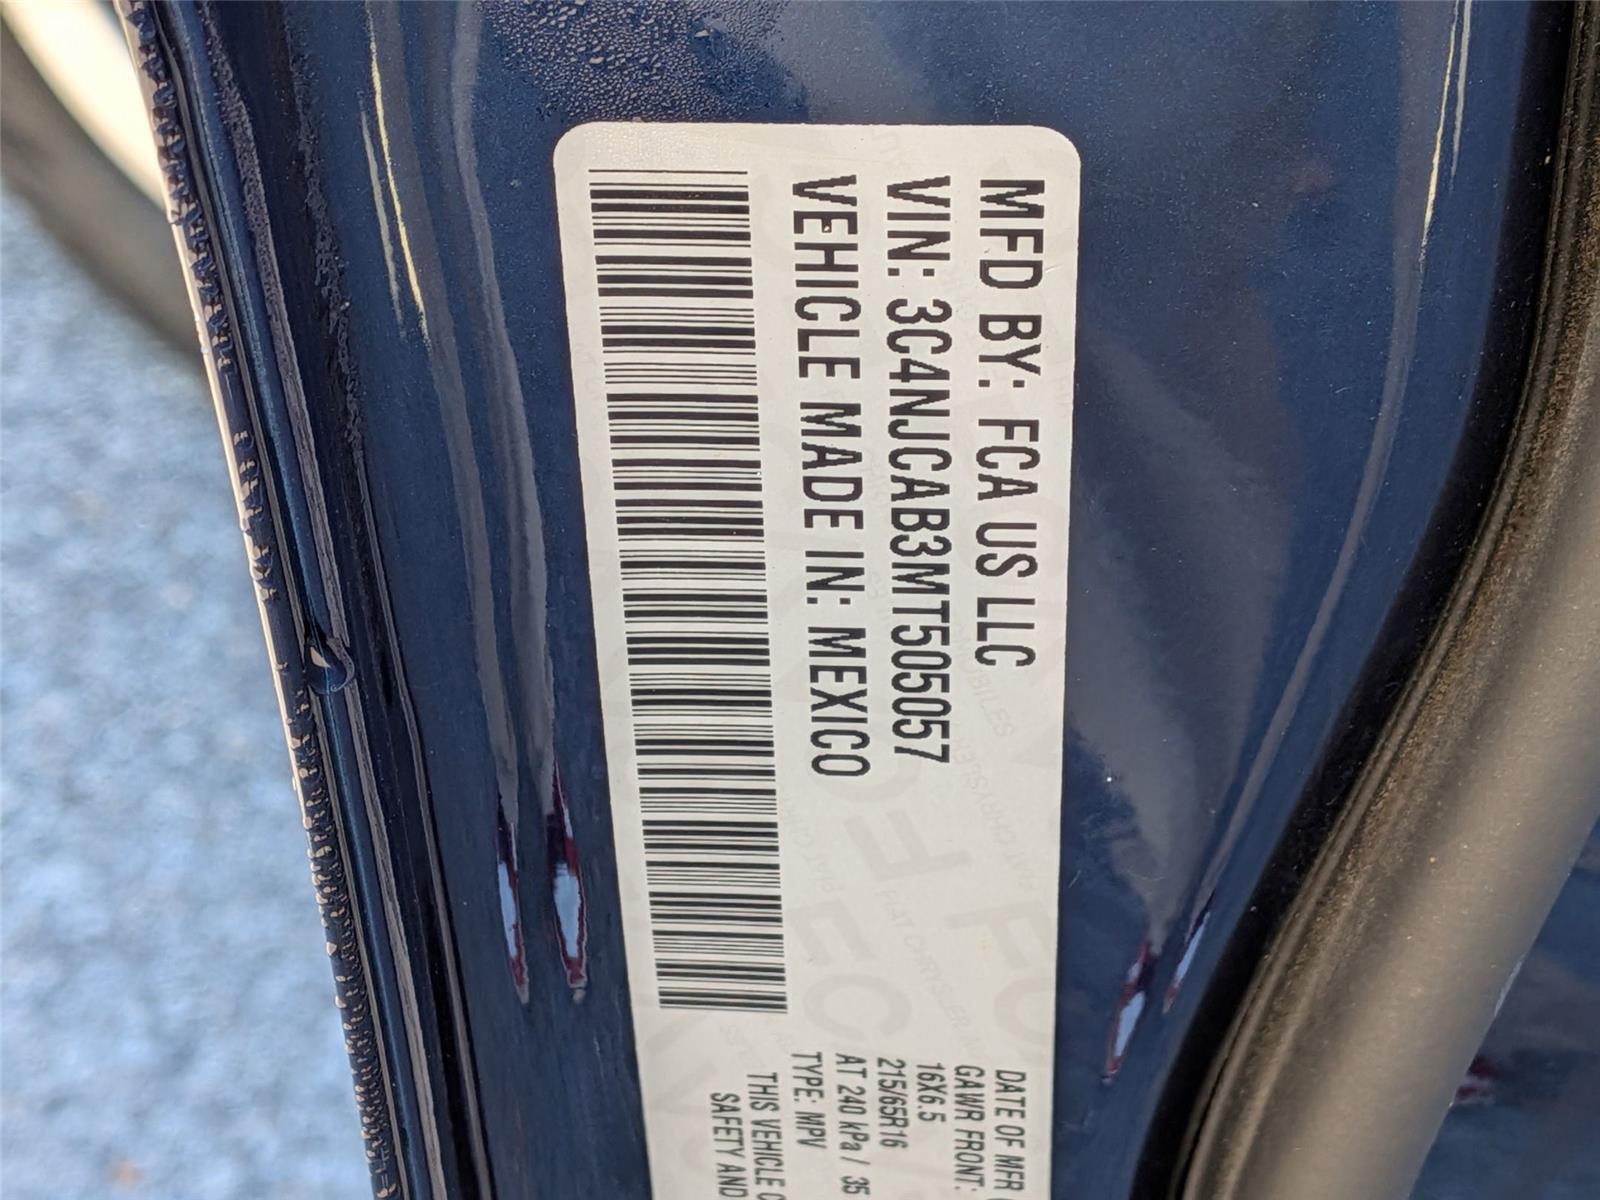 MFD BY: FCA US LLC
VIN: 3C4NJCAB3MT505057
VEHICLE MADE IN: MEXICO
DATE OF MFR
GAWR FRONT:
16X6.5
215/65R16
AT 240 kPa / 35
TYPE: MPV
THIS VEHICLE
SAFETY AND